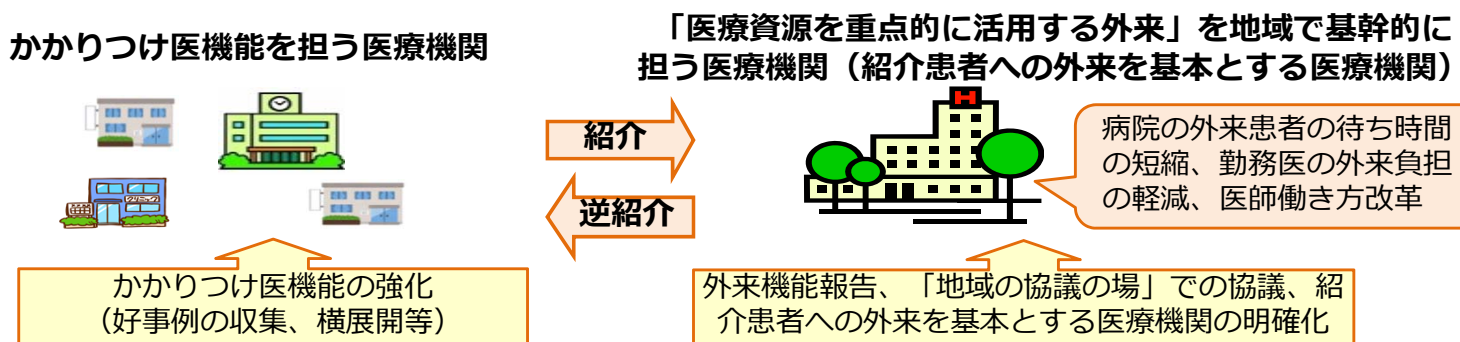 かかりつけ医機能を担う医療機関
「医療資源を重点的に活用する外来」を地域で基幹的に
担う医療機関（紹介患者への外来を基本とする医療機関）
クリニック
H
紹介
逆紹介
病院の外来患者の待ち時間
の短縮、勤務医の外来負担
の軽減、医師働き方改革
かかりつけ医機能の強化
（好事例の収集、横展開等）
外来機能報告、「地域の協議の場」での協議、紹
介患者への外来を基本とする医療機関の明確化